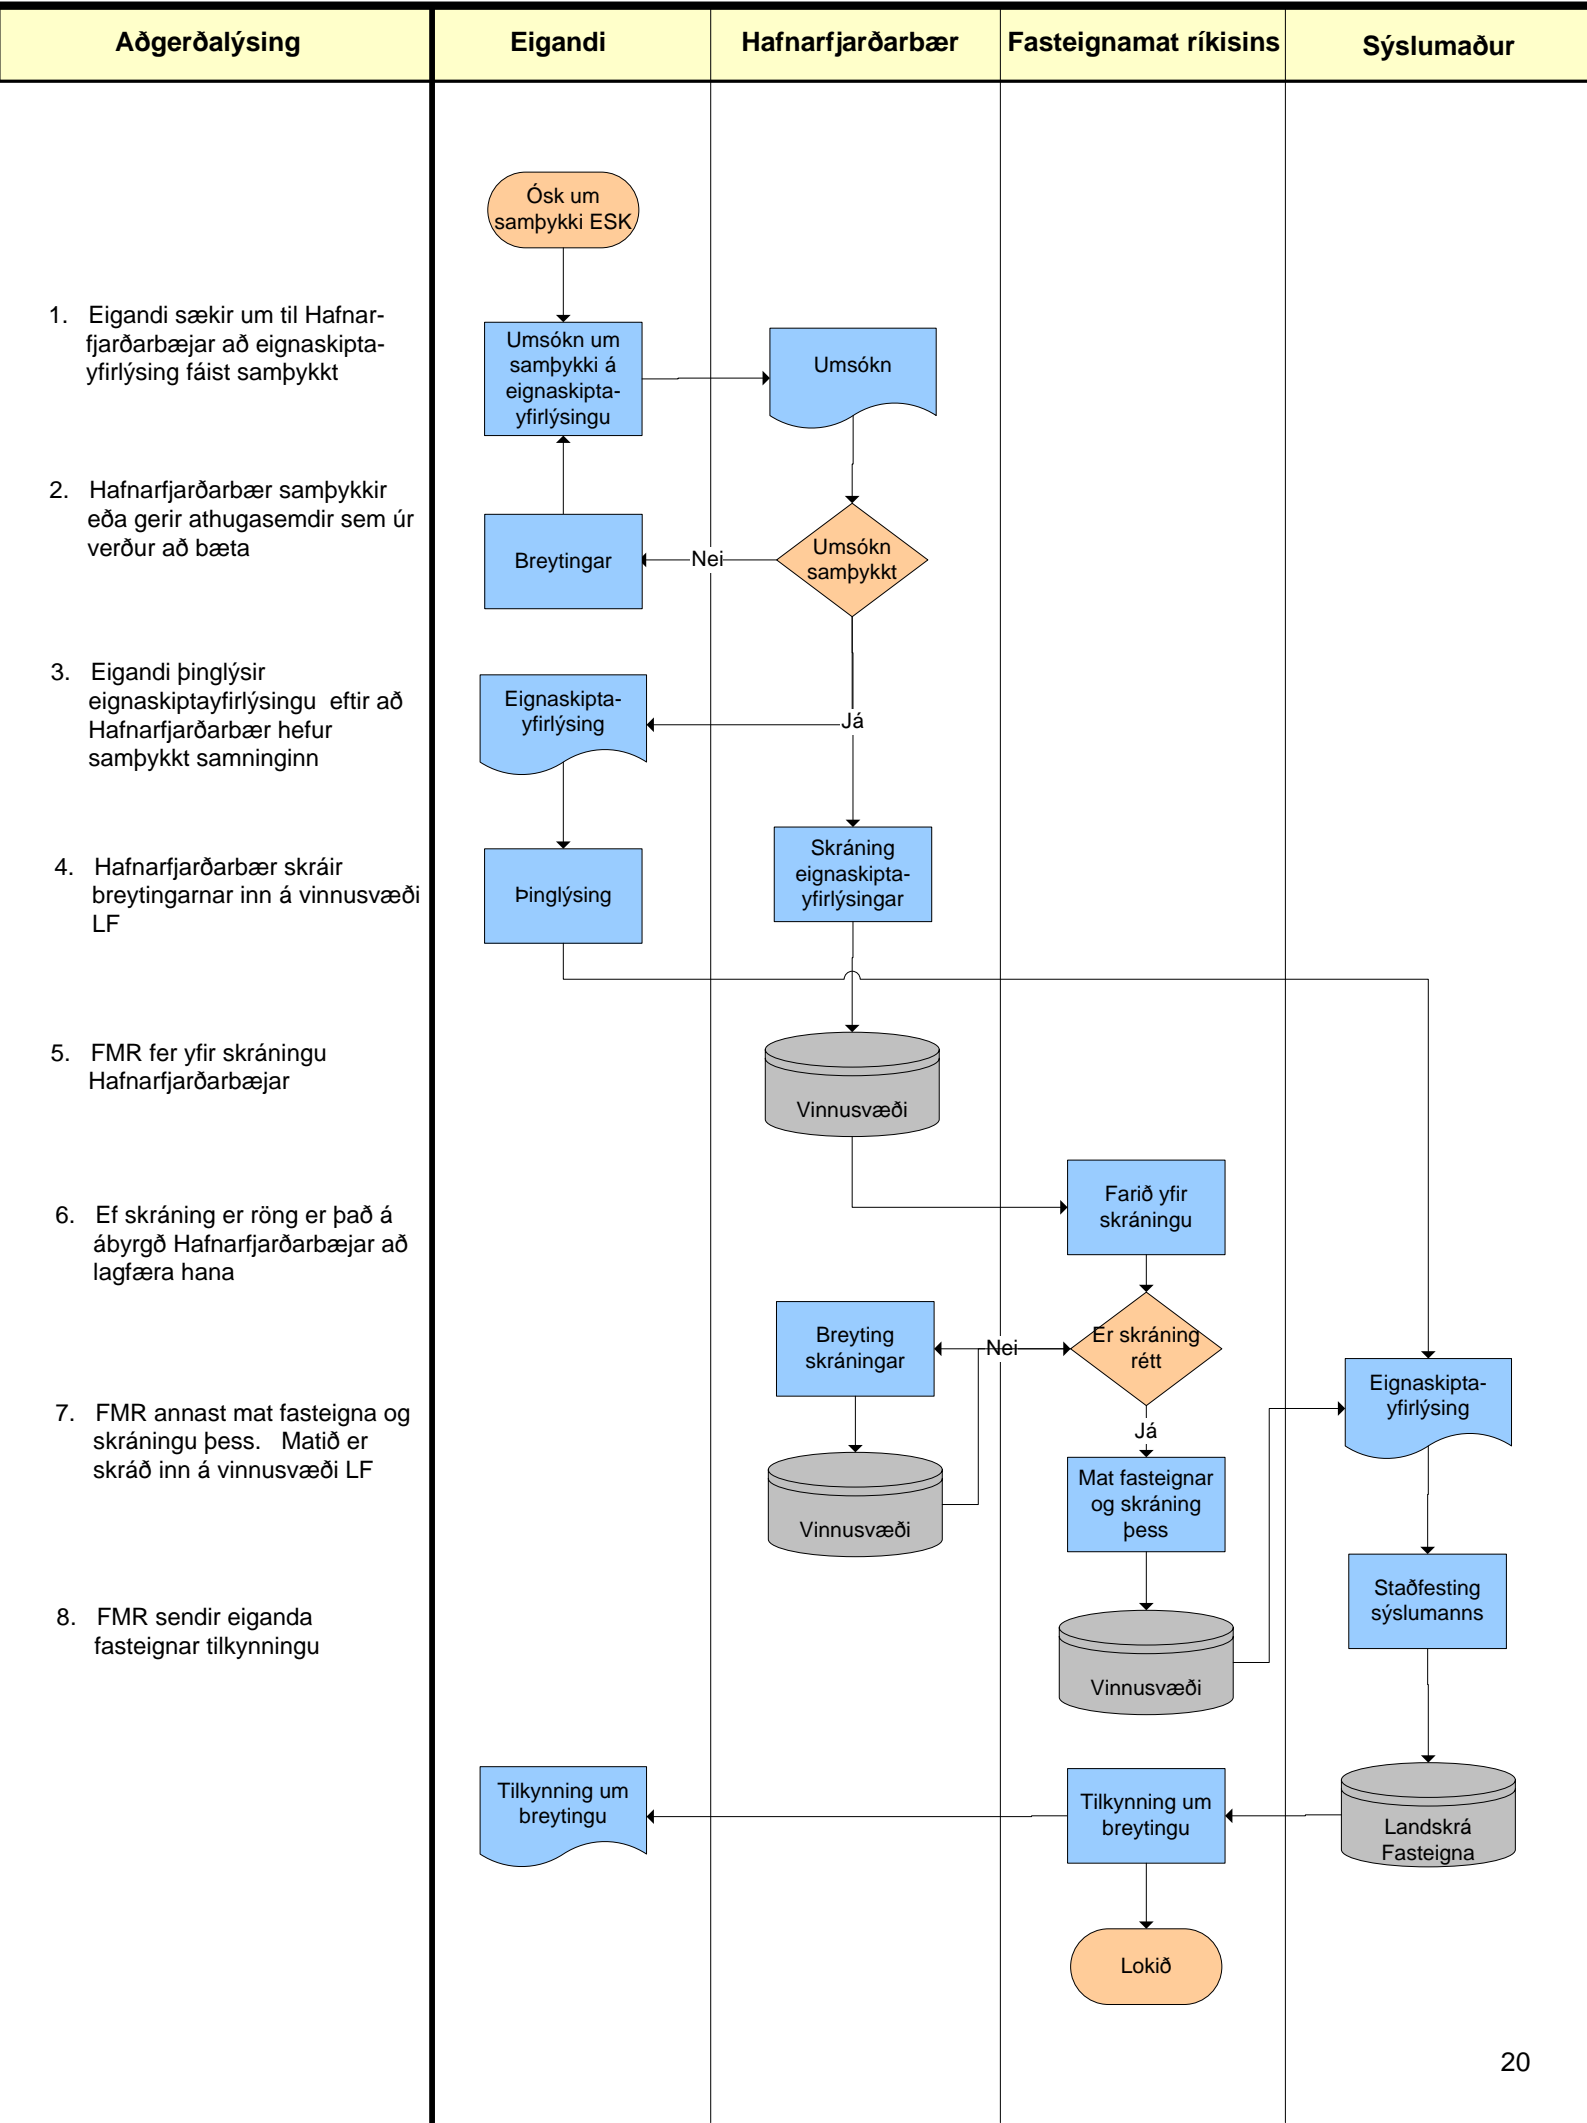 Aðgerðalýsing
Eigandi
Hafnarfjarðarbær
Fasteignamat ríkisins
Sýslumaður
1. Eigandi sækir um til Hafnar-
fjarðarbæjar að eignaskipta-
yfirlýsing fáist samþykkt
2. Hafnarfjarðarbær samþykkir
eða gerir athugasemdir sem úr
verður að bæta
3. Eigandi þinglýsir
eignaskiptayfirlýsingu eftir að
Hafnarfjarðarbær hefur
samþykkt samninginn
4. Hafnarfjarðarbær skráir
breytingarnar inn á vinnusvæði
LF
5. FMR fer yfir skráningu
Hafnarfjarðarbæjar
6. Ef skráning er röng er það á
ábyrgð Hafnarfjarðarbæjar að
lagfæra hana
7. FMR annast mat fasteigna og
skráningu þess. Matið er
skráð inn á vinnusvæði LF
8. FMR sendir eiganda
fasteignar tilkynningu
Ósk um
samþykki ESK
Umsókn um
samþykki á
eignaskipta-
yfirlýsingu
Umsókn
Breytingar
Nei
Umsókn
samþykkt
Eignaskipta-
yfirlýsing
Já
Þinglýsing
Skráning
eignaskipta-
yfirlýsingar
Vinnusvæði
Farið yfir
skráningu
Breyting
skráningar
Nei
Er skráning
rétt
Já
Vinnusvæði
Mat fasteignar
og skráning
þess
Eignaskipta-
yfirlýsing
Vinnusvæði
Staðfesting
sýslumanns
Tilkynning um
breytingu
Tilkynning um
breytingu
Landskrá
Fasteigna
Lokið
20